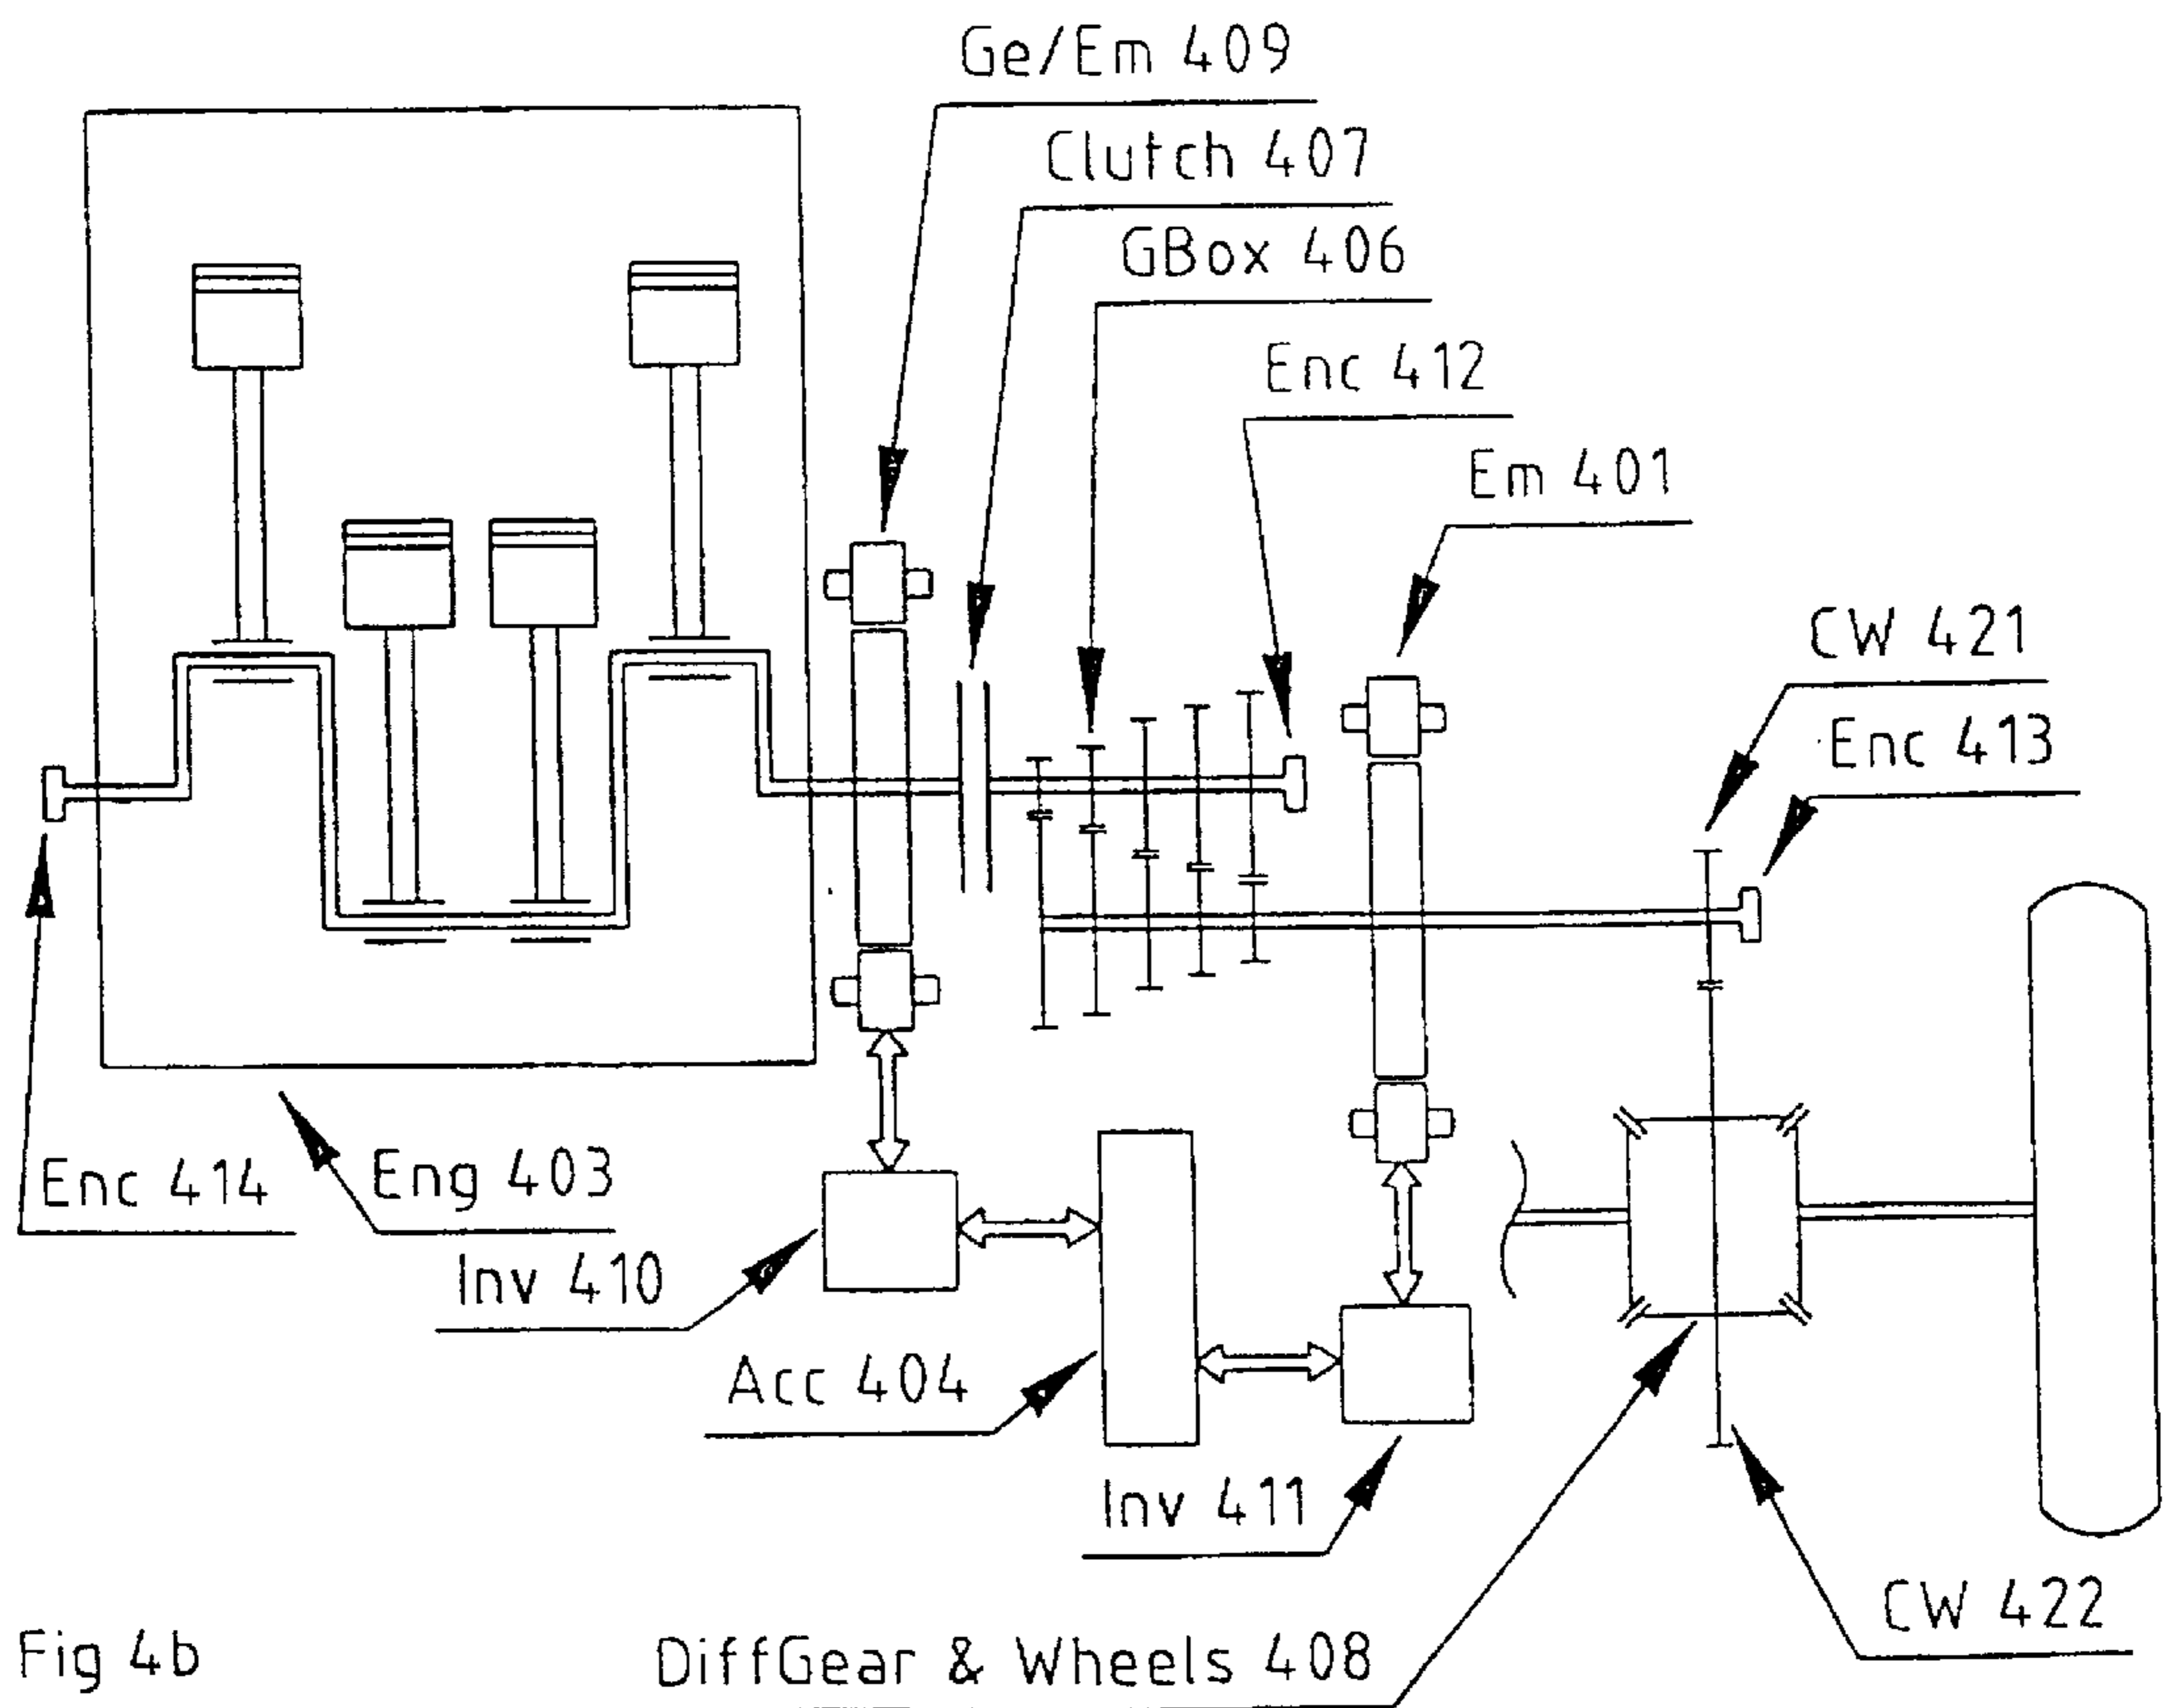 Ge/Em 409
Clutch 407
GBox 406
Enc 412
Em 401
CW 421
Enc 413
Enc 414
Eng 403
Inv 410
Acc 404
Inv 411
CW 422
Fig 4b
DiffGear & Wheels 408